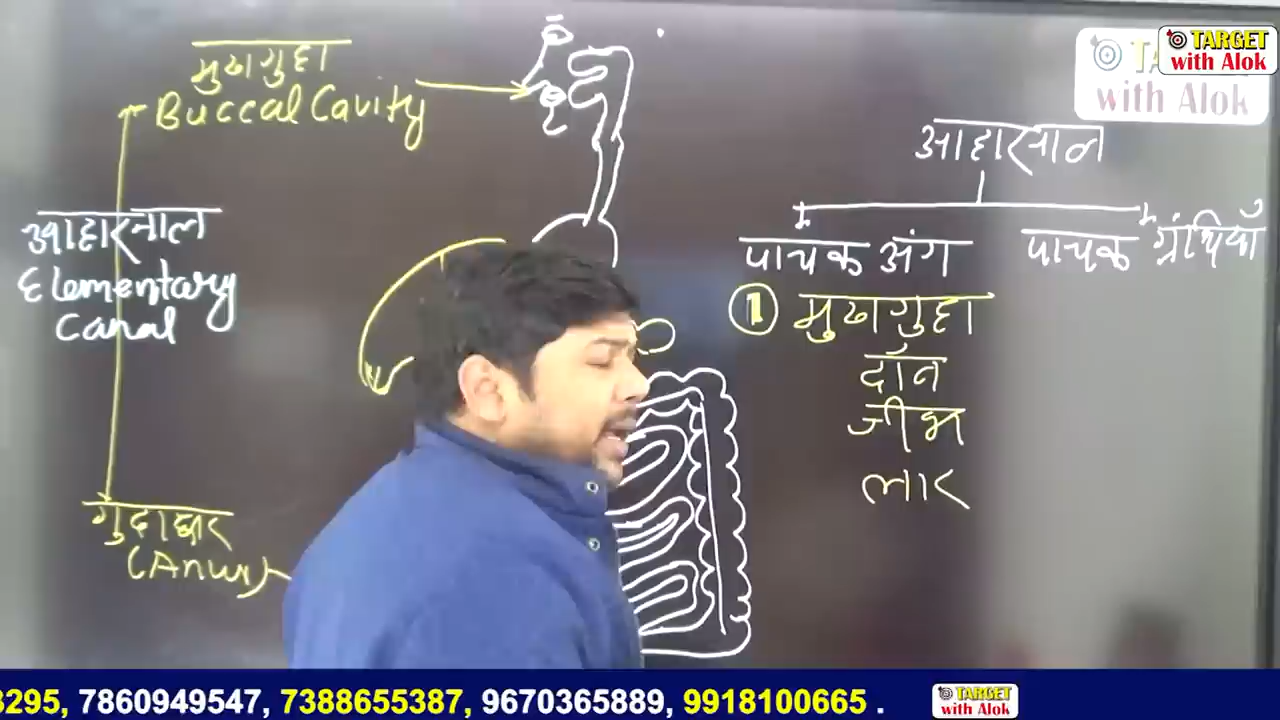 मुखगुहा
Buccal Cavity
आहारनाल
Elementary
Canal
गुदाद्वार
(Anus)
आहारनाल
पाचक अंग
पाचक ग्रंथियाँ
1 मुखगुहा
दाँत
जीभ
लार
TARGET
with Alok
with Alok
3295, 7860949547, 7388655387, 9670365889, 9918100665 .
TARGET
with Alok